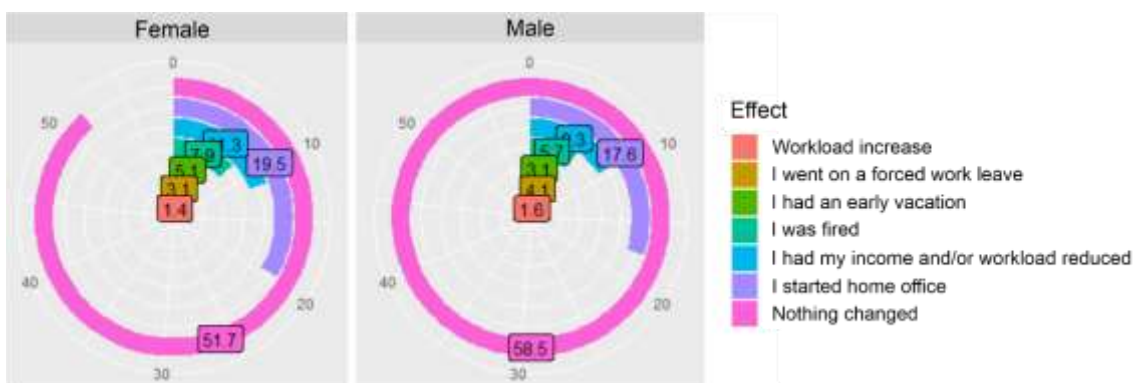 Female
Male
0
10
20
30
40
50
7.9
19.5
5.1
3.1
1.4
51.7
0
10
20
30
40
50
5.7
17.6
3.1
4.1
1.6
58.5
Effect
Workload increase
I went on a forced work leave
I had an early vacation
I was fired
I had my income and/or workload reduced
I started home office
Nothing changed